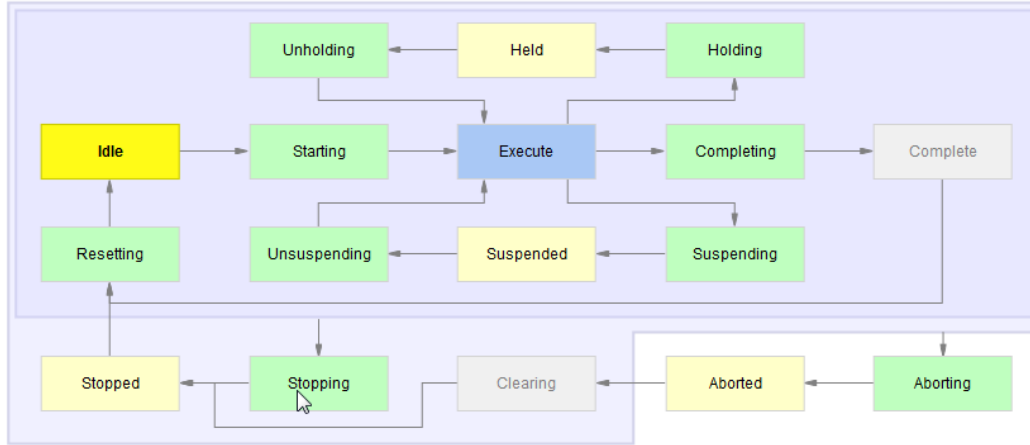 Unholding
Held
Holding
Idle
Starting
Execute
Completing
Complete
Resetting
Unsuspending
Suspended
Suspending
Stopped
Stopping
Clearing
Aborted
Aborting